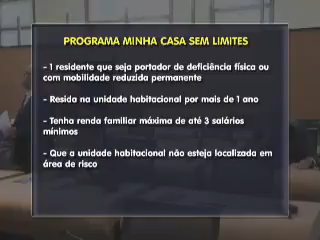 PROGRAMA MINHA CASA SEM LIMITES
- 1 residente que seja portador de deficiência física ou
com mobilidade reduzida permanente
- Resida na unidade habitacional por mais de 1 ano
- Tenha renda familiar máxima de até 3 salários
mínimos
- Que a unidade habitacional não esteja localizada em
área de risco